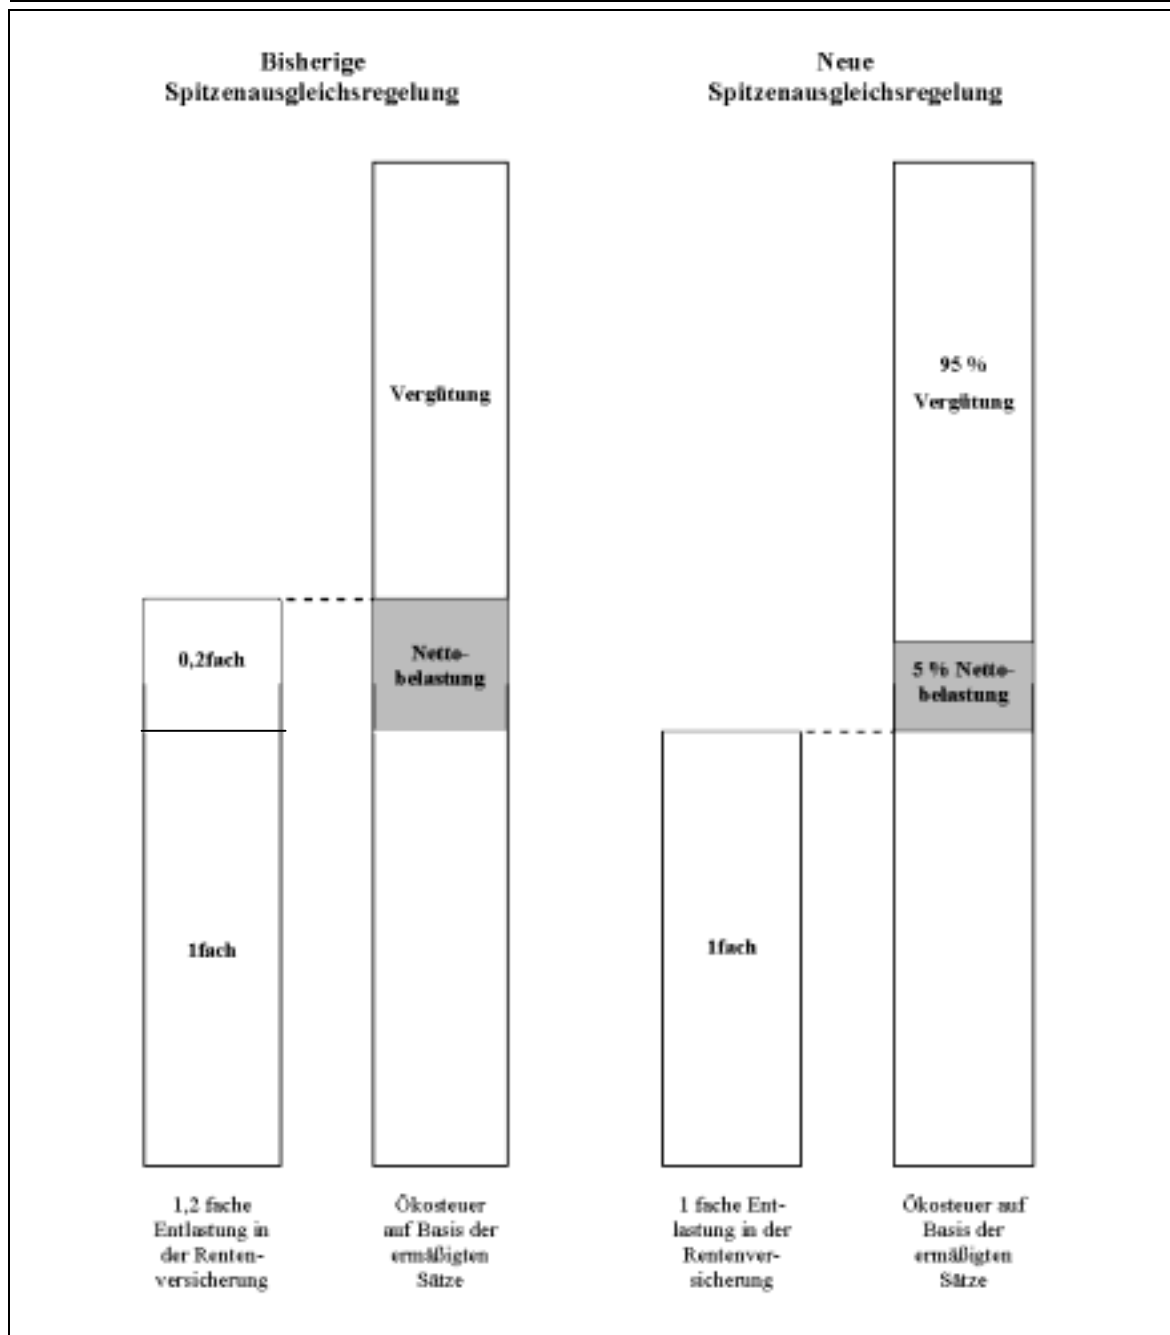 Bisherige
Spitzenausgleichsregelung
Neue
Spitzenausgleichsregelung
Vergütung
0,2fach
Netto-
belastung
1fach
95 %
Vergütung
5 % Netto-
belastung
1fach
1,2 fache
Entlastung in
der Renten-
versicherung
Ökosteuer
auf Basis der
ermäßigten
Sätze
1 fache Ent-
lastung in der
Rentenver-
sicherung
Ökosteuer auf
Basis der
ermäßigten
Sätze